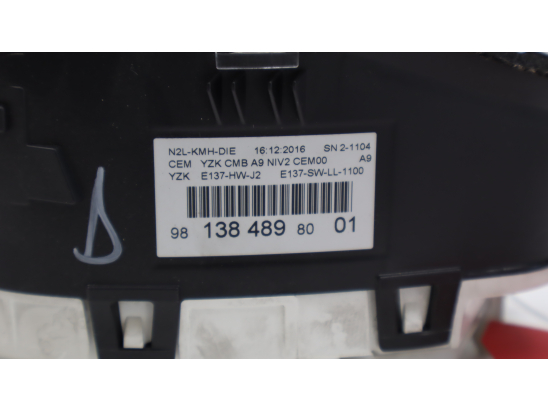 N2L-KMH-DIE 16:12:2016 SN 2-1104
CEM YZK CMB A9 NIV2 CEM00 A9
YZK E137-HW-J2 E137-SW-LL-1100
98 138 489 80 01